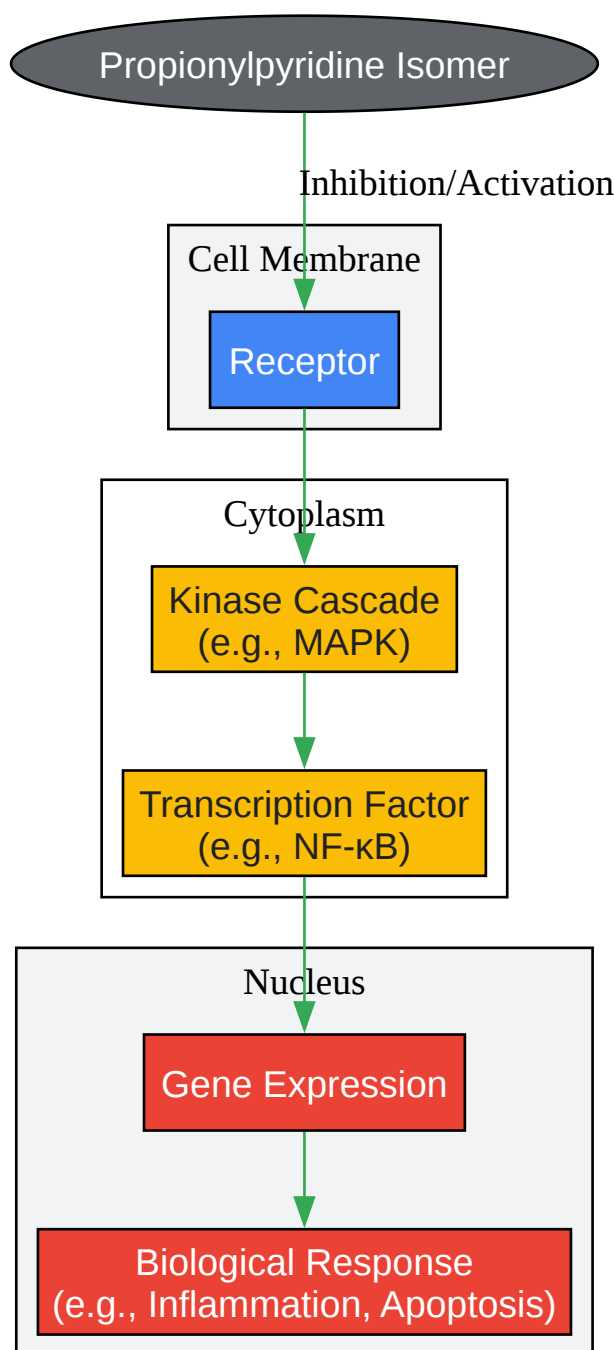 Propionylpyridine Isomer
Inhibition/Activation
Cell Membrane
Receptor
Cytoplasm
Kinase Cascade
(e.g., MAPK)
Transcription Factor
(e.g., NF-κB)
Nucleus
Gene Expression
Biological Response
(e.g., Inflammation, Apoptosis)